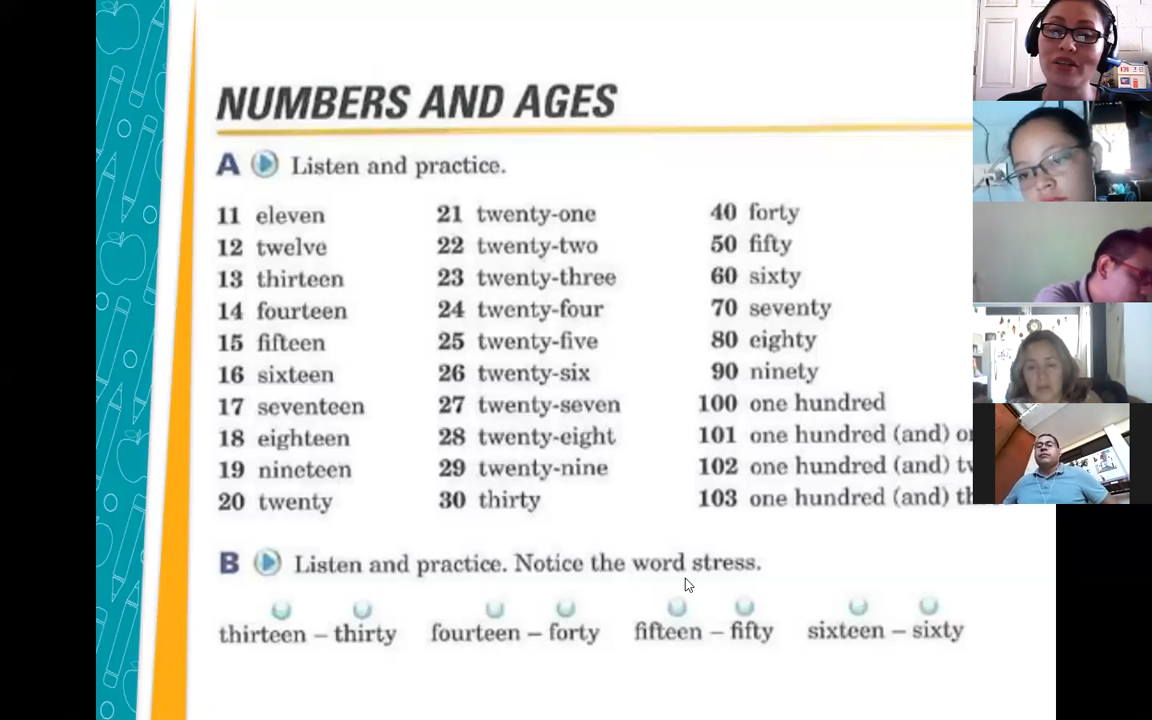 NUMBERS AND AGES
A Listen and practice.
11 eleven 21 twenty-one 40 forty
12 twelve 22 twenty-two 50 fifty
13 thirteen 23 twenty-three 60 sixty
14 fourteen 24 twenty-four 70 seventy
15 fifteen 25 twenty-five 80 eighty
16 sixteen 26 twenty-six 90 ninety
17 seventeen 27 twenty-seven 100 one hundred
18 eighteen 28 twenty-eight 101 one hundred (and)
19 nineteen 29 twenty-nine 102 one hundred (and)
20 twenty 30 thirty 103 one hundred (and)
B Listen and practice. Notice the word stress.
thirteen – thirty fourteen – forty fifteen – fifty sixteen – sixty